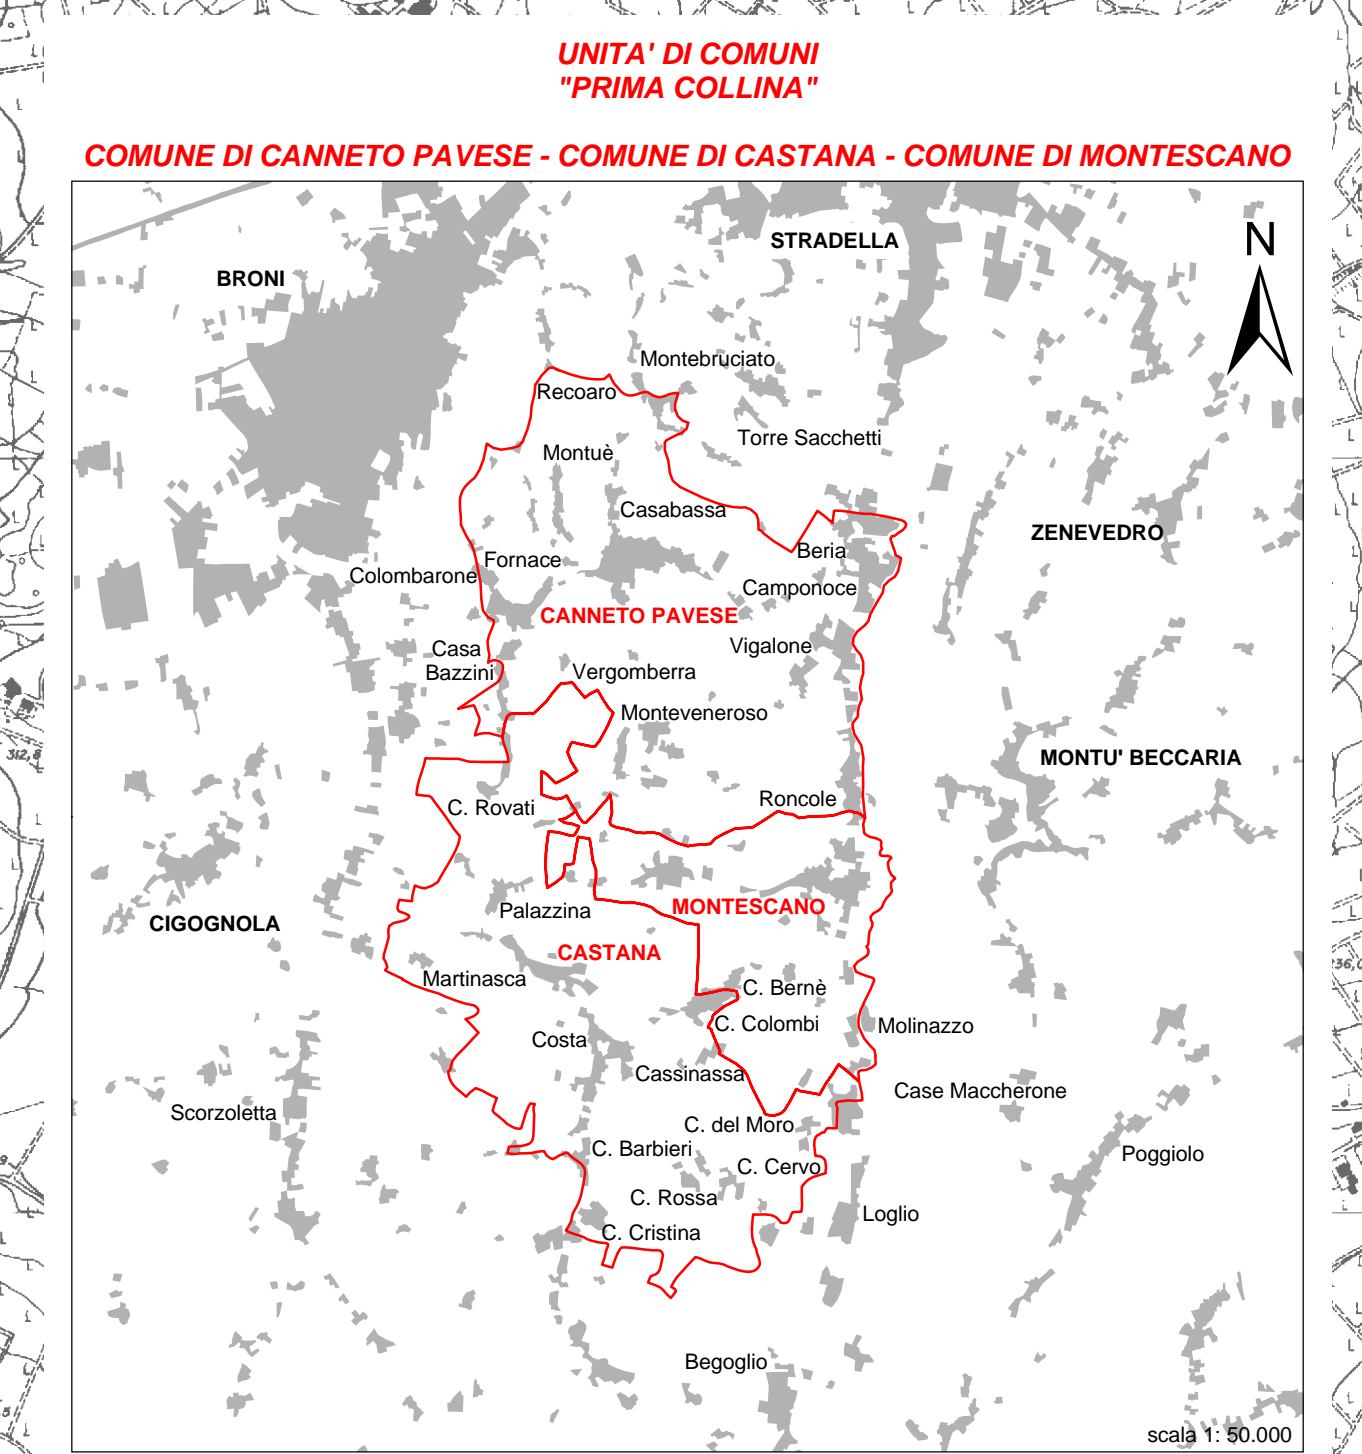 UNITA' DI COMUNI
"PRIMA COLLINA"
COMUNE DI CANNETO PAVESE - COMUNE DI CASTANA - COMUNE DI MONTESCANO
N
STRADELLA
BRONI
Montebruciato
Recoaro
Torre Sacchetti
Montuè
Casabassa
ZENEVEDRO
Beria
Fornace
Colombarone
Camponoce
CANNETO PAVESE
Vigalone
Casa
Bazzini
Vergomberra
Monteveneroso
312,8
MONTU' BECCARIA
Roncole
C. Rovati
MONTESCANO
Palazzina
CIGOGNOLA
CASTANA
Martinasca
C. Bernè
C. Colombi
Molinazzo
Costa
Cassinassa
Case Maccherone
Scorzoletta
C. del Moro
C. Barbieri
Poggiolo
C. Cervo
C. Rossa
Loglio
C. Cristina
Begoglio
scala 1: 50.000